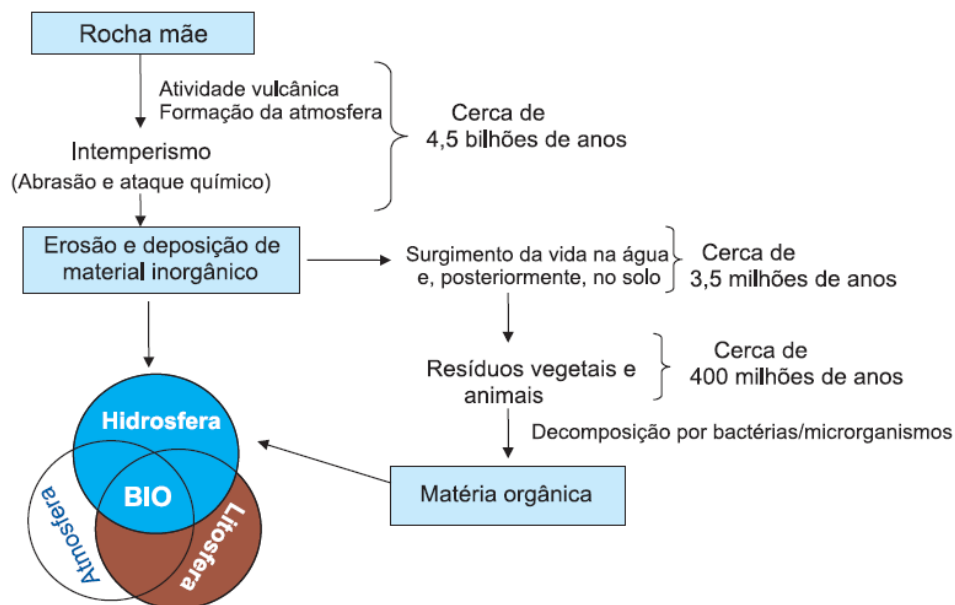 Rocha mãe
Atividade vulcânica
Formação da atmosfera
Cerca de
4,5 bilhões de anos
Intemperismo
(Abrasão e ataque químico)
Erosão e deposição de
material inorgânico
Surgimento da vida na água
e, posteriormente, no solo
Cerca de
3,5 milhões de anos
Resíduos vegetais e
animais
Cerca de
400 milhões de anos
Decomposição por bactérias/microrganismos
Matéria orgânica
Hidrosfera
BIO
Atmosfera
Litosfera